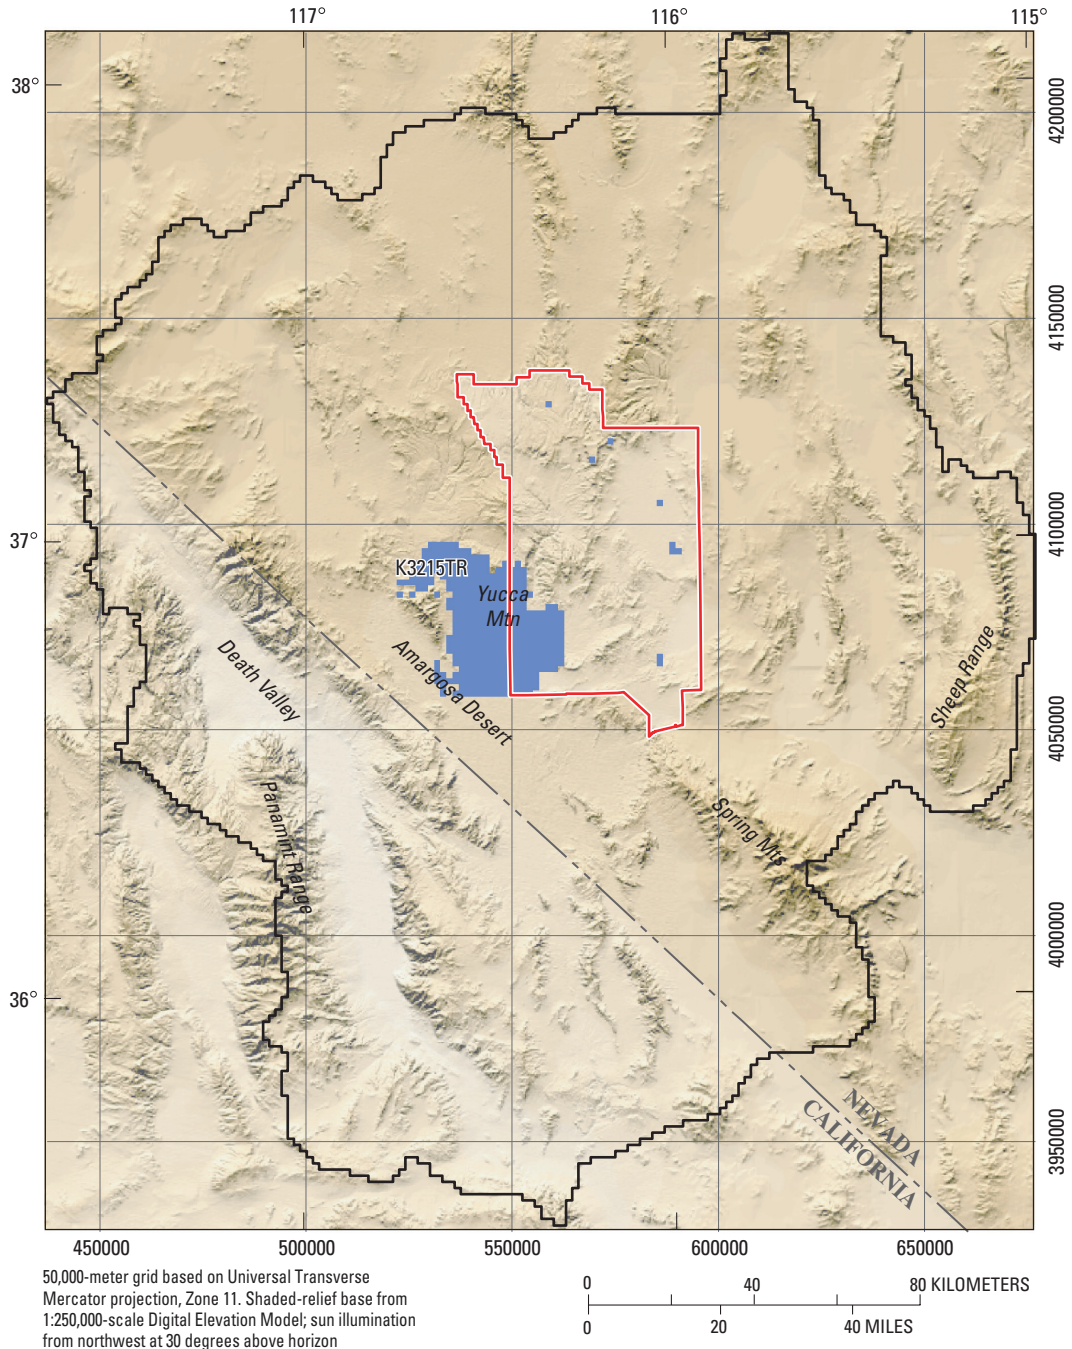 117°
116°
115°
38°
4200000
4150000
4100000
37°
K3215TR
Yucca
Mtn
Death Valley
Amargosa Desert
Sheep Range
4050000
Panamint Range
Spring Mts
4000000
36°
3950000
NEVADA
CALIFORNIA
450000
500000
550000
600000
650000
50,000-meter grid based on Universal Transverse
Mercator projection, Zone 11. Shaded-relief base from
1:250,000-scale Digital Elevation Model; sun illumination
from northwest at 30 degrees above horizon
0
40
80 KILOMETERS
0
20
40 MILES